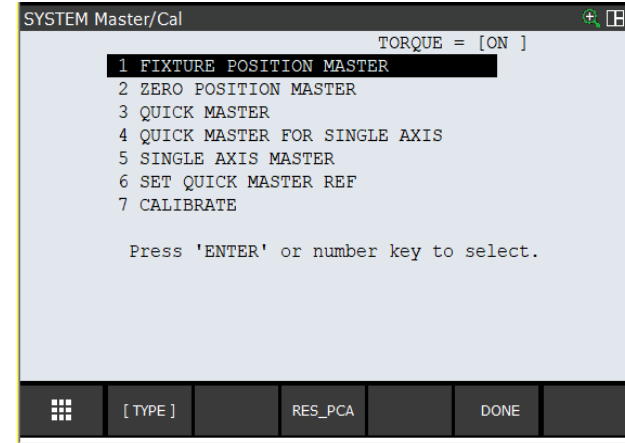 SYSTEM Master/Cal
TORQUE = [ON ]
1 FIXTURE POSITION MASTER
2 ZERO POSITION MASTER
3 QUICK MASTER
4 QUICK MASTER FOR SINGLE AXIS
5 SINGLE AXIS MASTER
6 SET QUICK MASTER REF
7 CALIBRATE
Press 'ENTER' or number key to select.
[ TYPE ] RES_PCA DONE